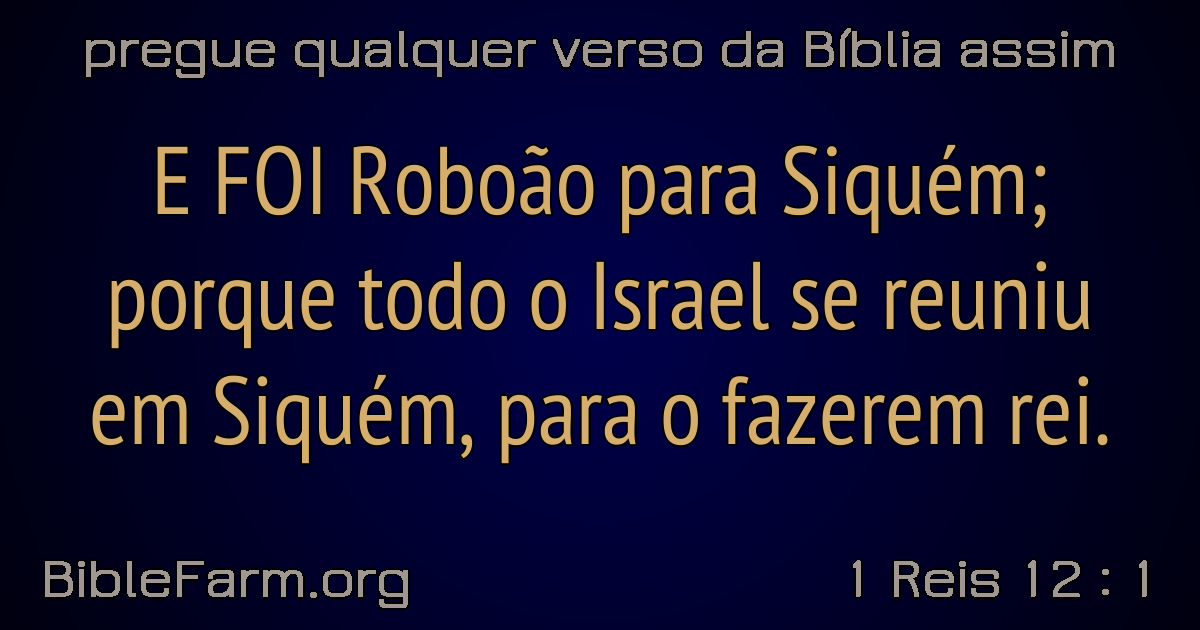 pregue qualquer verso da Bíblia assim
E FOI Roboão para Siquém;
porque todo o Israel se reuniu
em Siquém, para o fazerem rei.
BibleFarm.org
1 Reis 12 : 1